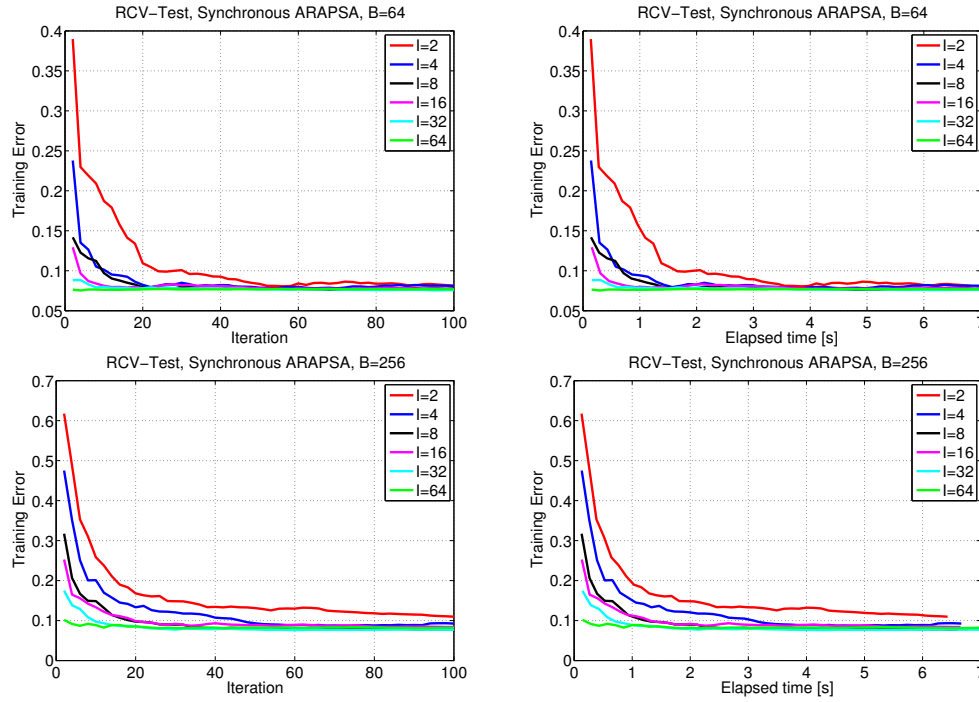 RCV−Test, Synchronous ARAPSA, B=64
0.4
0.35
0.3
0.25
0.2
0.15
0.1
0.05
Training Error
0
20
40
60
80
100
Iteration
I=2
I=4
I=8
I=16
I=32
I=64
RCV−Test, Synchronous ARAPSA, B=64
0.4
0.35
0.3
0.25
0.2
0.15
0.1
0.05
Training Error
0
1
2
3
4
5
6
7
Elapsed time [s]
I=2
I=4
I=8
I=16
I=32
I=64
RCV−Test, Synchronous ARAPSA, B=256
0.7
0.6
0.5
0.4
0.3
0.2
0.1
0
Training Error
0
20
40
60
80
100
Iteration
I=2
I=4
I=8
I=16
I=32
I=64
RCV−Test, Synchronous ARAPSA, B=256
0.7
0.6
0.5
0.4
0.3
0.2
0.1
0
Training Error
0
1
2
3
4
5
6
7
Elapsed time [s]
I=2
I=4
I=8
I=16
I=32
I=64